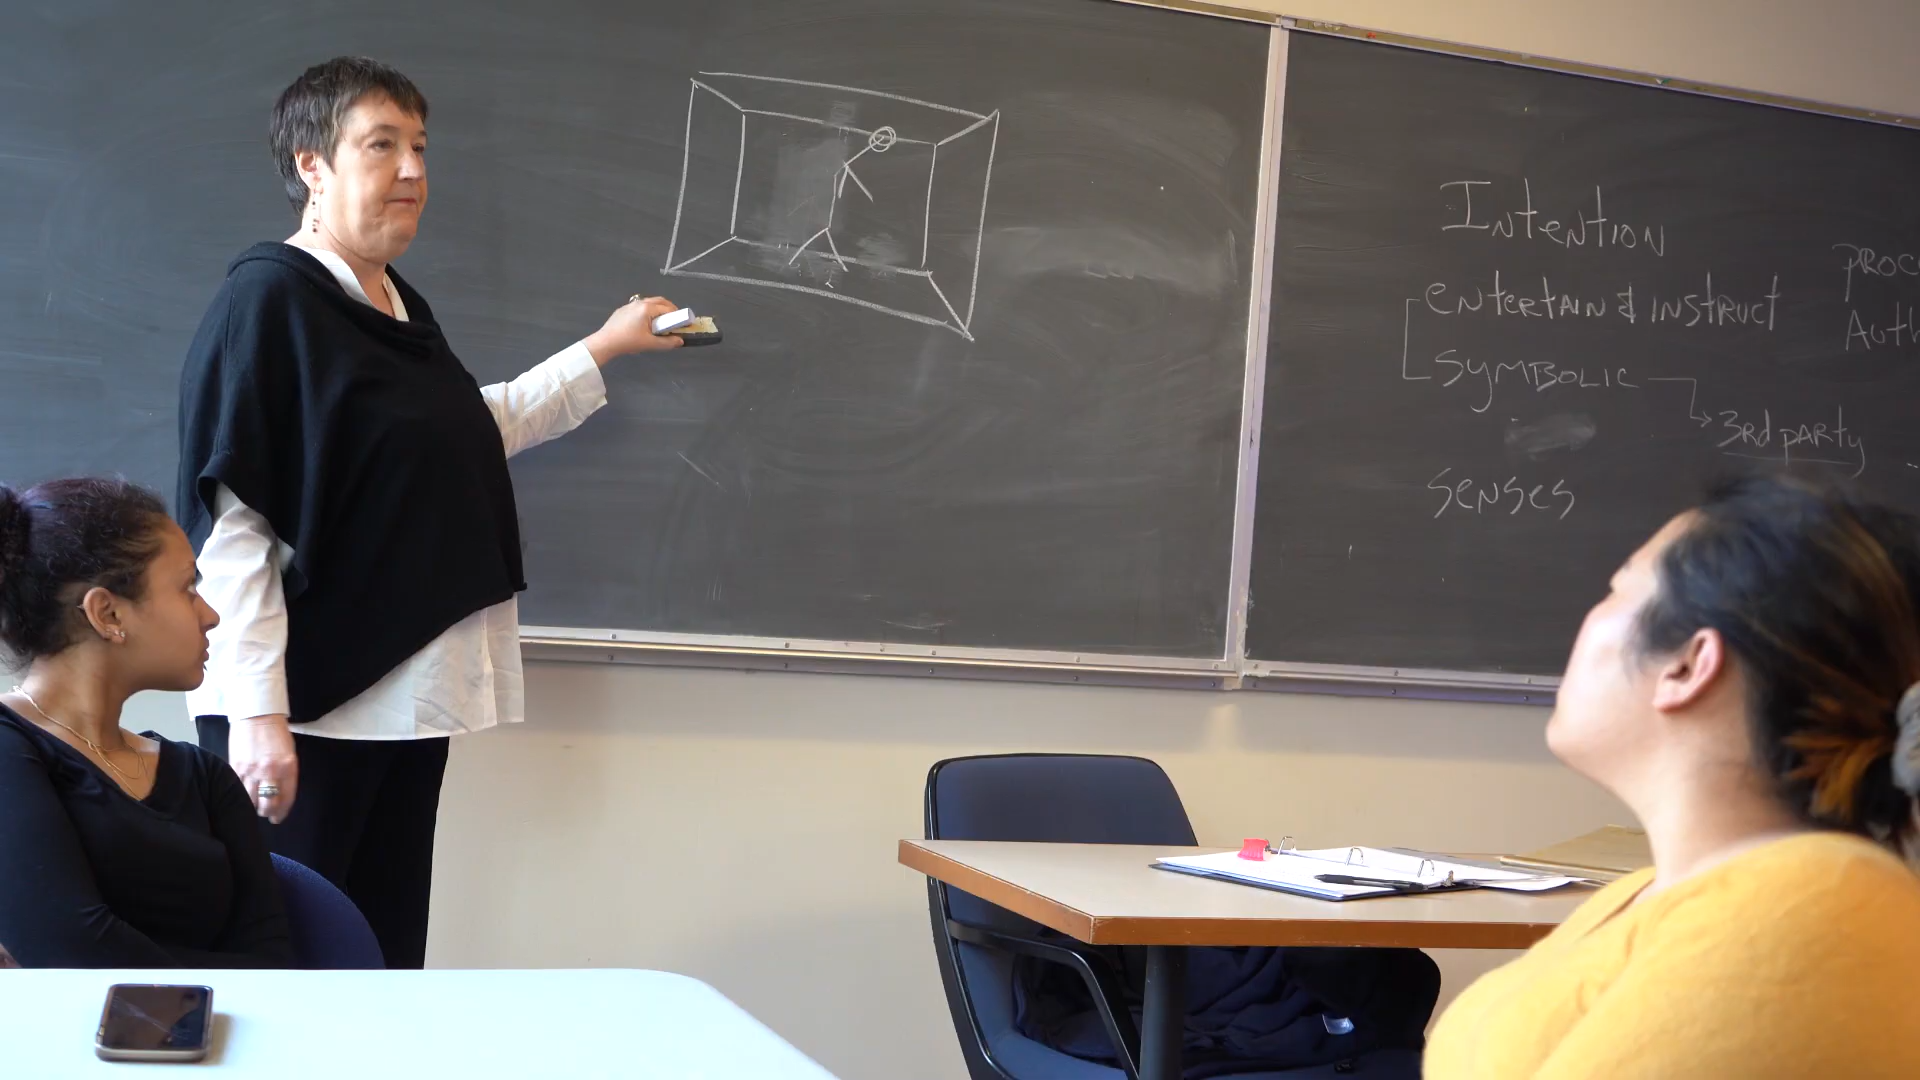 Intention
entertain & instruct
symbolic
3rd party
senses